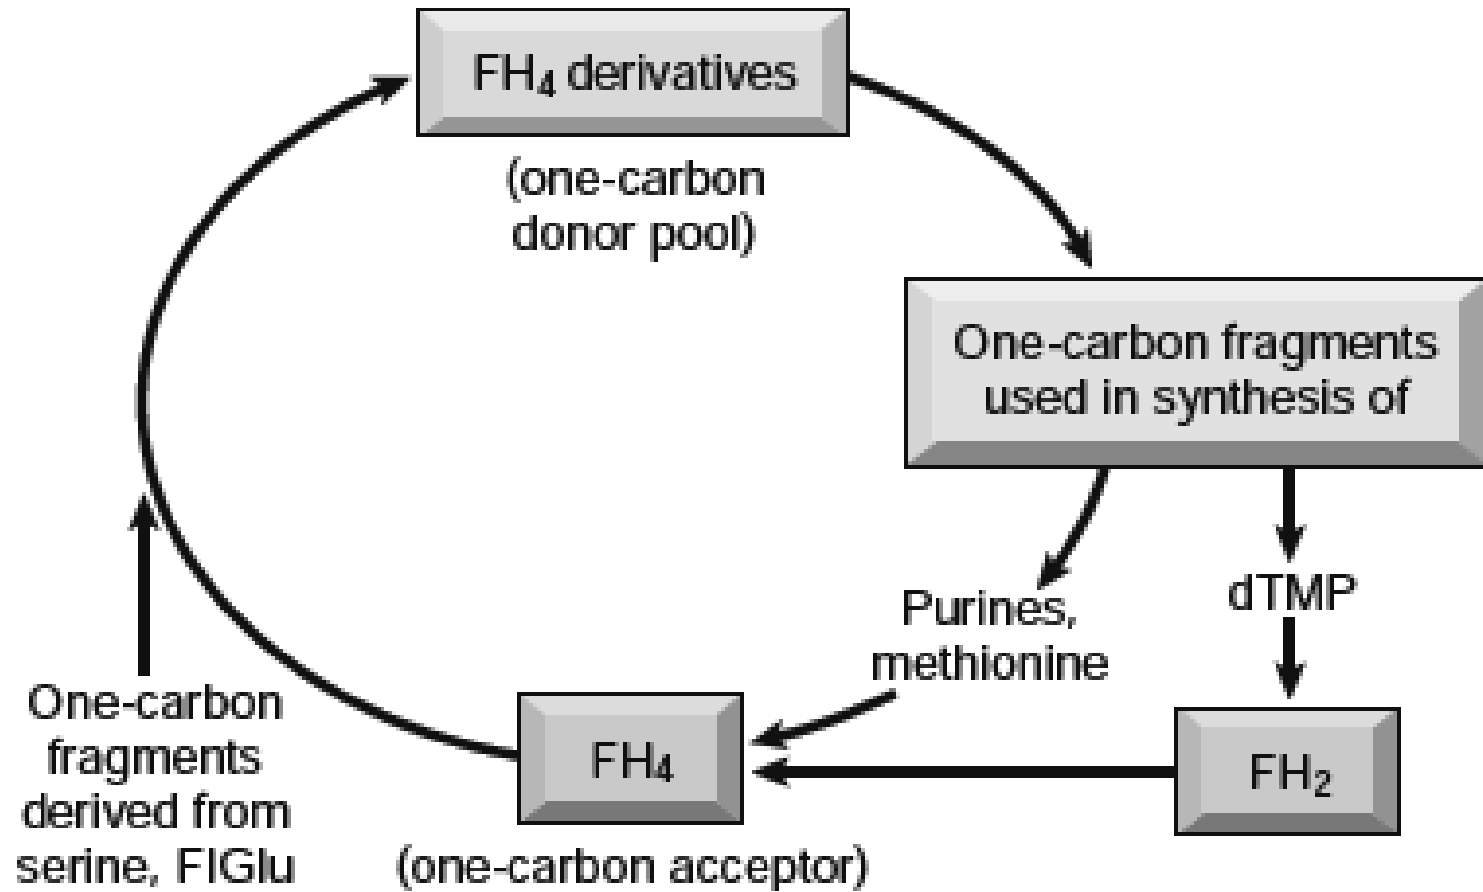 FH₄ derivatives
(one-carbon
donor pool)
One-carbon fragments
used in synthesis of
Purines,
methionine
dTMP
One-carbon
fragments
derived from
serine, FIGlu
FH₄
(one-carbon acceptor)
FH₂